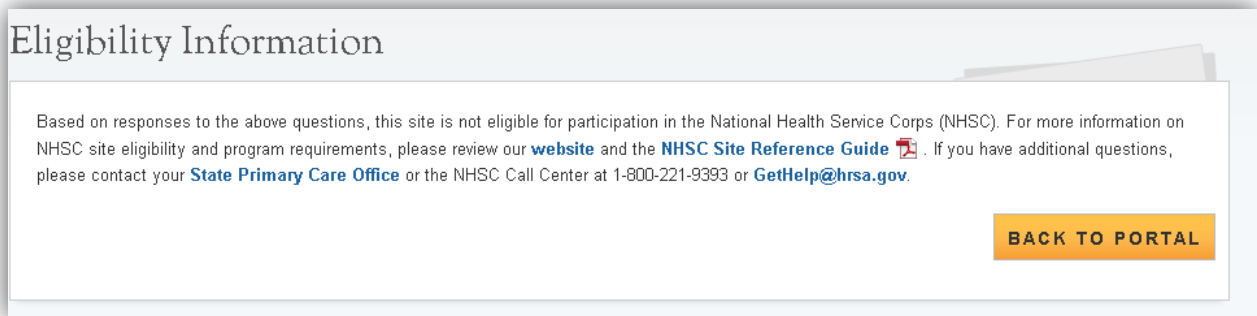 Eligibility Information
Based on responses to the above questions, this site is not eligible for participation in the National Health Service Corps (NHSC). For more information on
NHSC site eligibility and program requirements, please review our website and the NHSC Site Reference Guide . If you have additional questions,
please contact your State Primary Care Office or the NHSC Call Center at 1-800-221-9393 or GetHelp@hrsa.gov.
BACK TO PORTAL